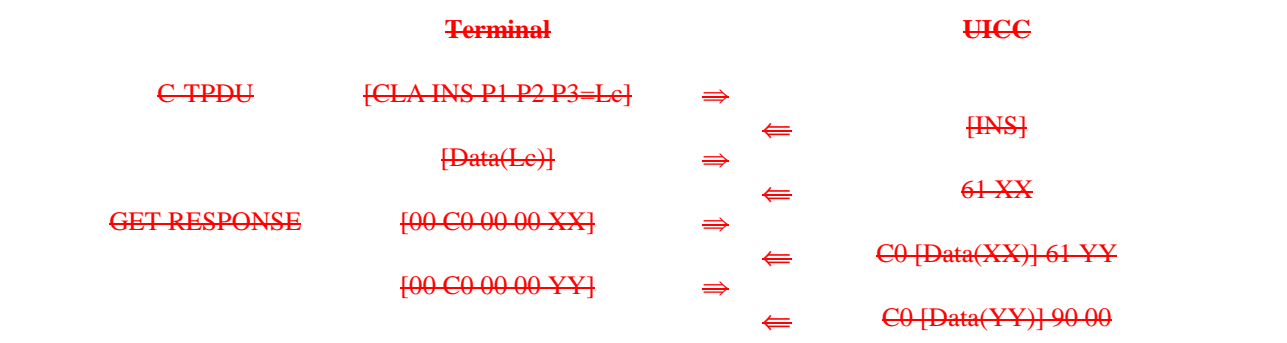 Terminal UICC
C-TPDU [CLA INS P1 P2 P3=Lc] ⇒
⇐ [INS]
[Data(Lc)] ⇒
⇐ 61 XX
GET RESPONSE [00 C0 00 00 XX] ⇒
⇐ C0 [Data(XX)] 61 YY
[00 C0 00 00 YY] ⇒
⇐ C0 [Data(YY)] 90 00